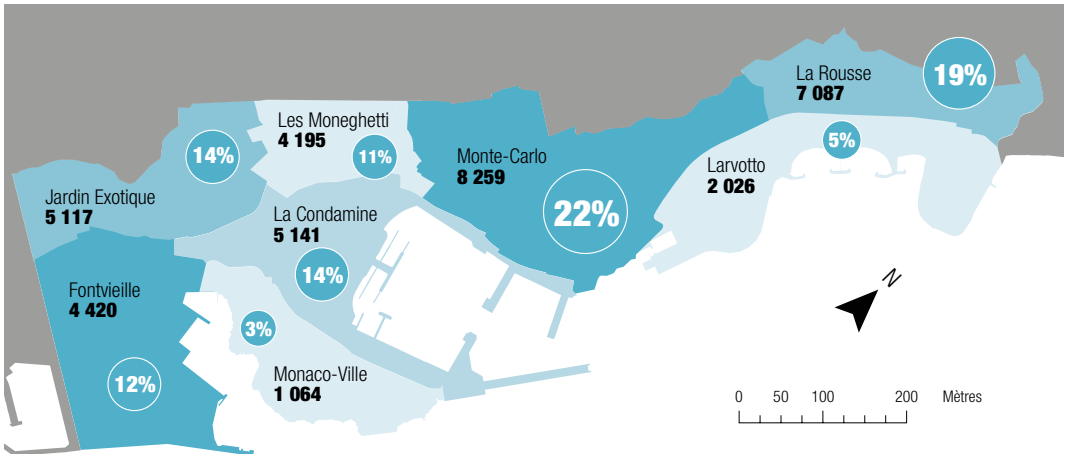 La Rousse
7 087
19%
Les Moneghetti
4 195
11%
14%
Monte-Carlo
8 259
22%
Larvotto
2 026
5%
Jardin Exotique
5 117
La Condamine
5 141
14%
Fontvieille
4 420
12%
3%
Monaco-Ville
1 064
N
0 50 100 200 Mètres